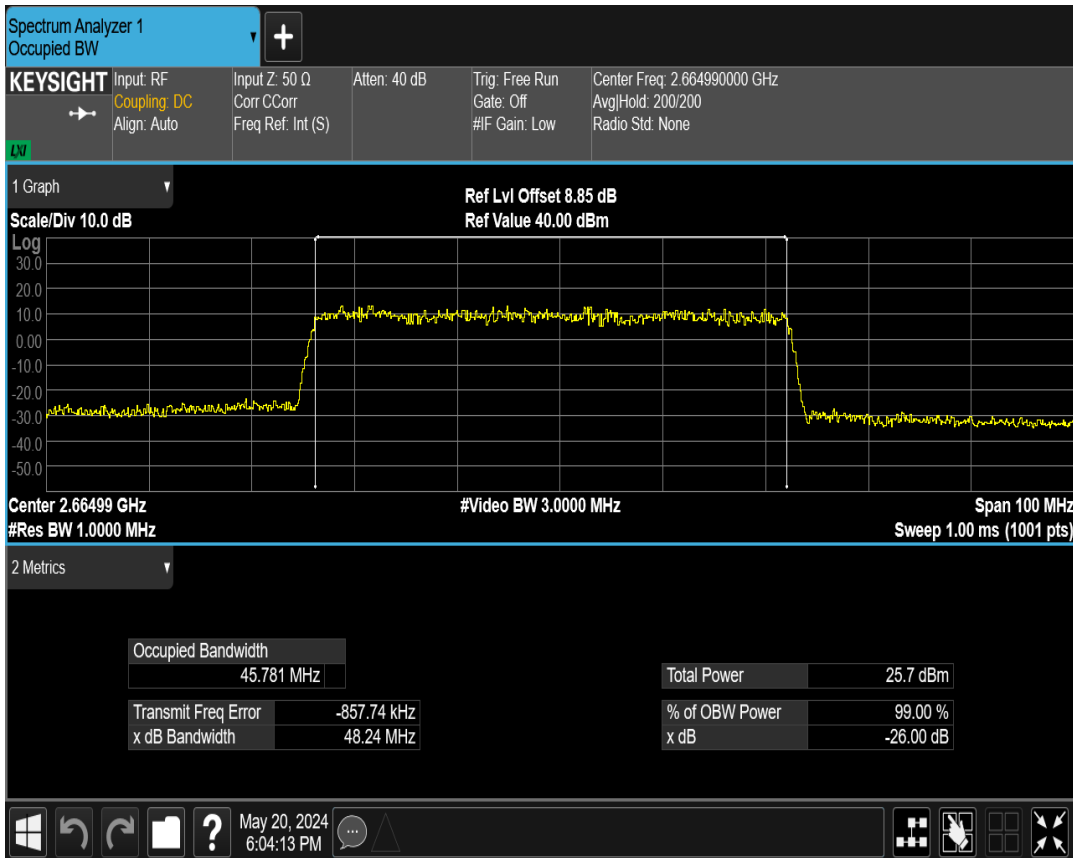 Spectrum Analyzer 1
Occupied BW
KEYSIGHT
LXI
Input: RF
Coupling: DC
Align: Auto
Input Z: 50 Ω
Corr CCorr
Freq Ref: Int (S)
Atten: 40 dB
Trig: Free Run
Gate: Off
#IF Gain: Low
Center Freq: 2.664990000 GHz
Avg|Hold: 200/200
Radio Std: None
1 Graph
Scale/Div 10.0 dB
Ref Lvl Offset 8.85 dB
Ref Value 40.00 dBm
Log
30.0
20.0
10.0
0.00
-10.0
-20.0
-30.0
-40.0
-50.0
Center 2.66499 GHz
#Video BW 3.0000 MHz
Span 100 MHz
#Res BW 1.0000 MHz
Sweep 1.00 ms (1001 pts)
2 Metrics
Occupied Bandwidth
45.781 MHz
Transmit Freq Error -857.74 kHz
x dB Bandwidth 48.24 MHz
Total Power 25.7 dBm
% of OBW Power 99.00 %
x dB -26.00 dB
?
May 20, 2024
6:04:13 PM